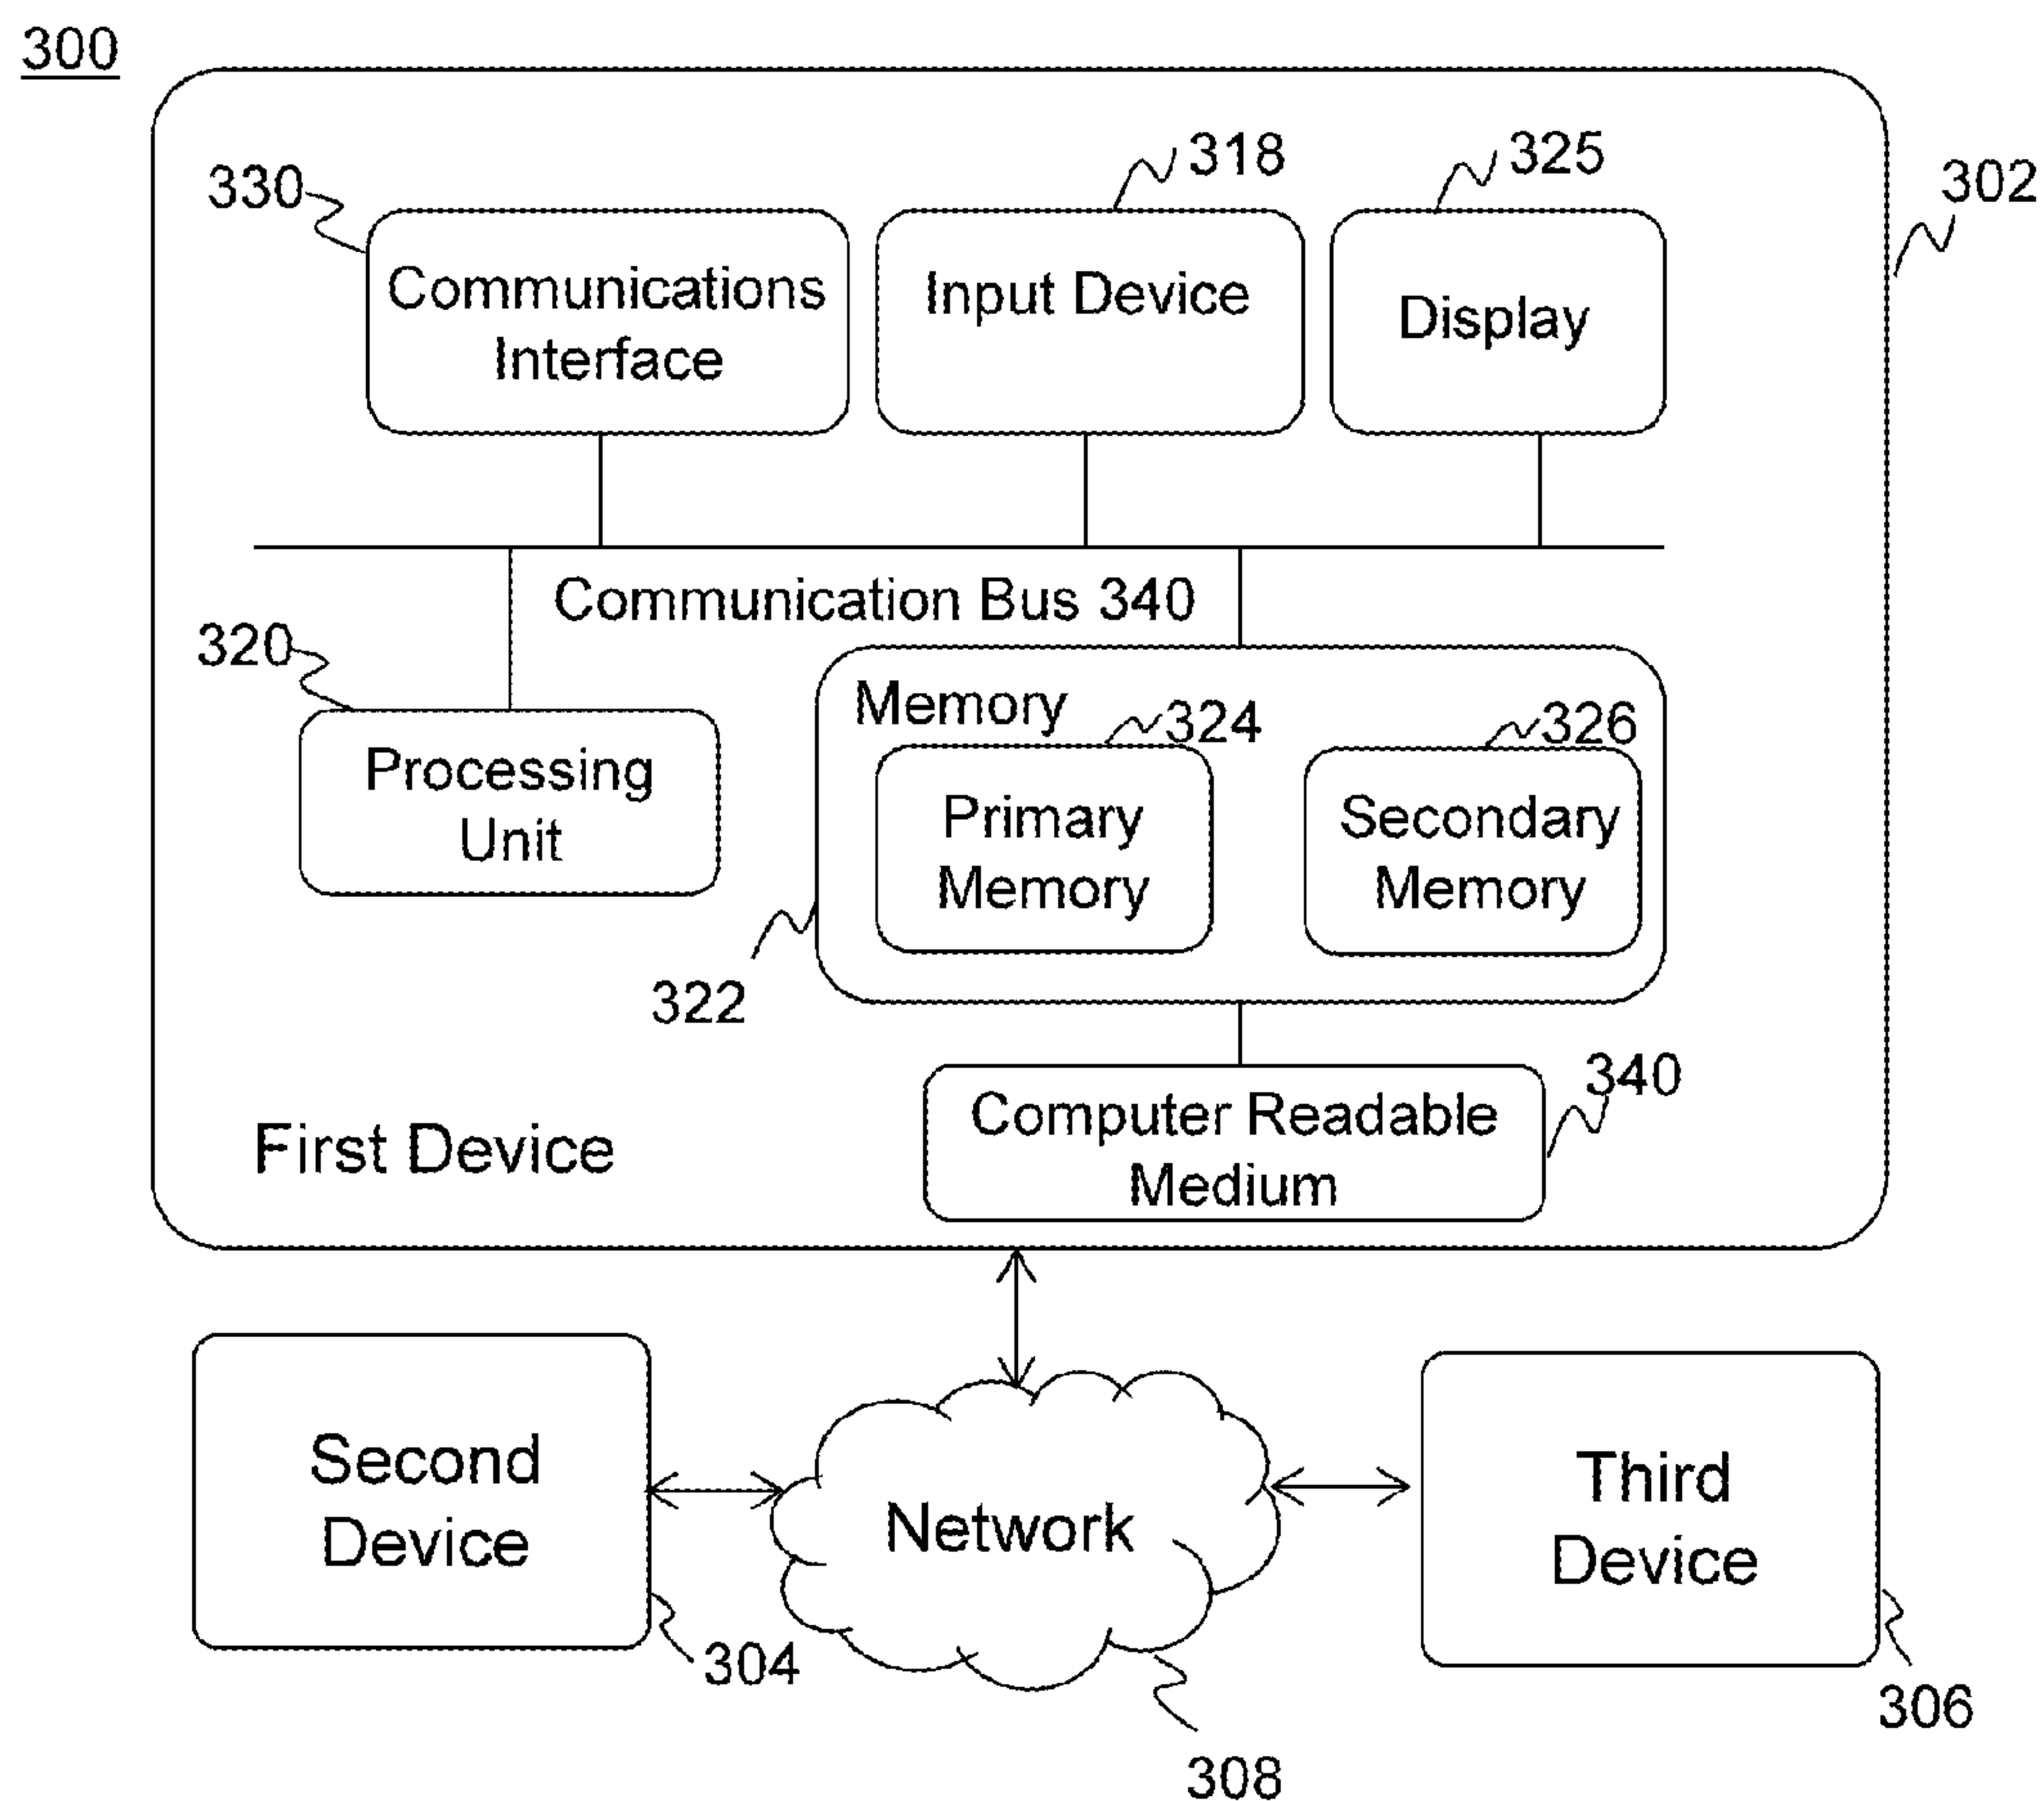 300
318
325
302
330
Communications
Interface
Input Device
Display
Communication Bus 340
320
Processing
Unit
Memory
324
326
Primary
Memory
Secondary
Memory
322
340
Computer Readable
Medium
First Device
Second
Device
Network
Third
Device
304
306
308